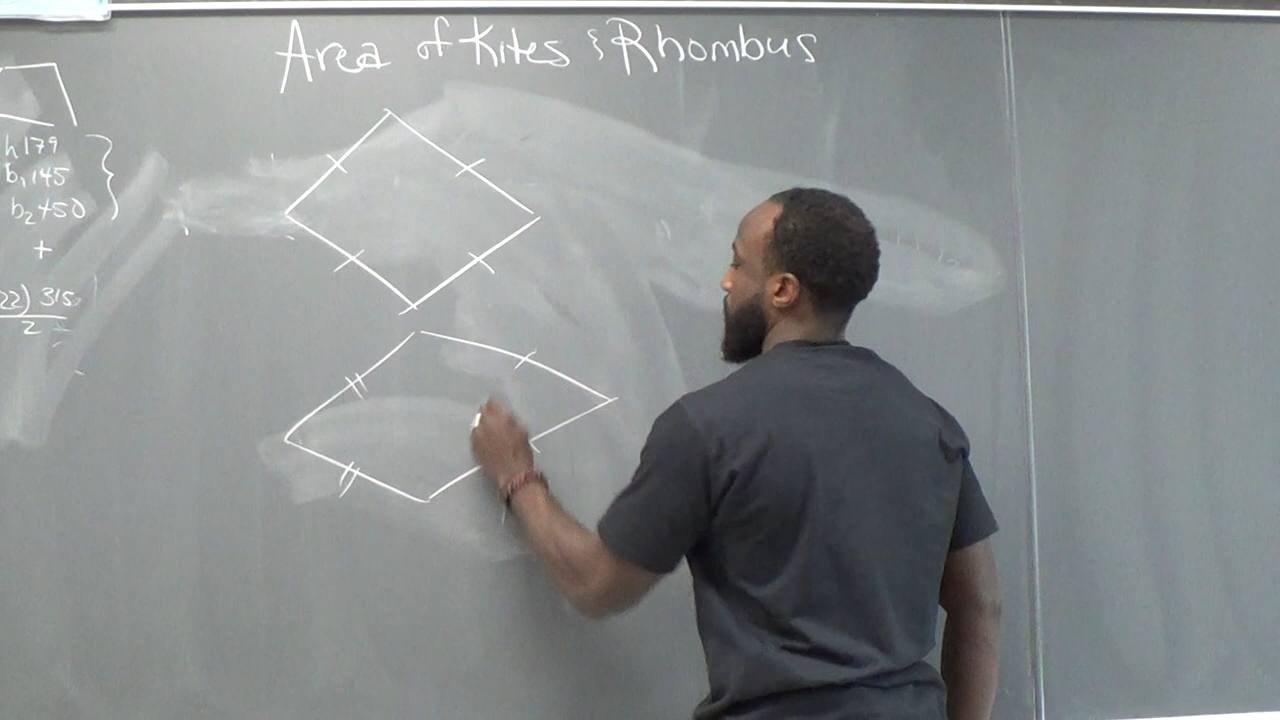 Area of Kites & Rhombus
h 179
b₁ 145
b₂ 450
+
22) 315
2